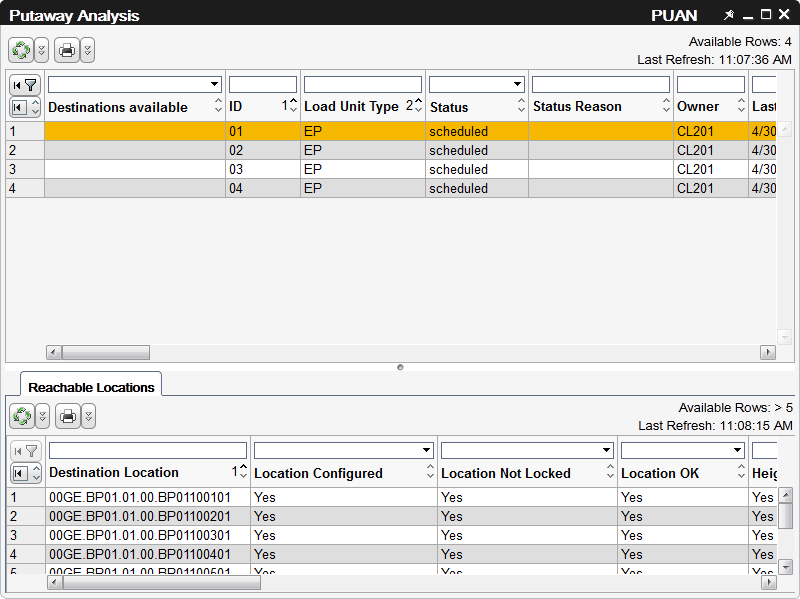 Putaway Analysis PUAN
Available Rows: 4
Last Refresh: 11:07:36 AM
Destinations available ID 1 Load Unit Type 2 Status Status Reason Owner Last
1 01 EP scheduled CL201 4/30
2 02 EP scheduled CL201 4/30
3 03 EP scheduled CL201 4/30
4 04 EP scheduled CL201 4/30
Reachable Locations
Available Rows: > 5
Last Refresh: 11:08:15 AM
Destination Location 1 Location Configured Location Not Locked Location OK Heig
1 00GE.BP01.01.00.BP01100101 Yes Yes Yes Yes
2 00GE.BP01.01.00.BP01100201 Yes Yes Yes Yes
3 00GE.BP01.01.00.BP01100301 Yes Yes Yes Yes
4 00GE.BP01.01.00.BP01100401 Yes Yes Yes Yes
5 00GE.BP01.01.00.BP01100501 Yes Yes Yes Yes